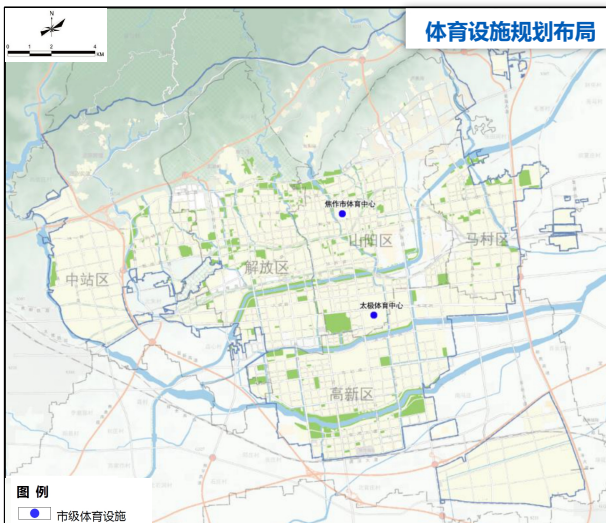 体育设施规划布局
N
0 1 2 4
KM
焦作市体育中心
山阳区
马村区
解放区
中站区
太极体育中心
高新区
图 例
市级体育设施